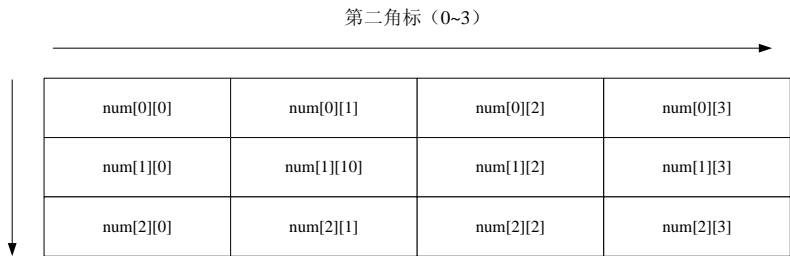 第二角标（0~3）
num[0][0] num[0][1] num[0][2] num[0][3]
num[1][0] num[1][10] num[1][2] num[1][3]
num[2][0] num[2][1] num[2][2] num[2][3]